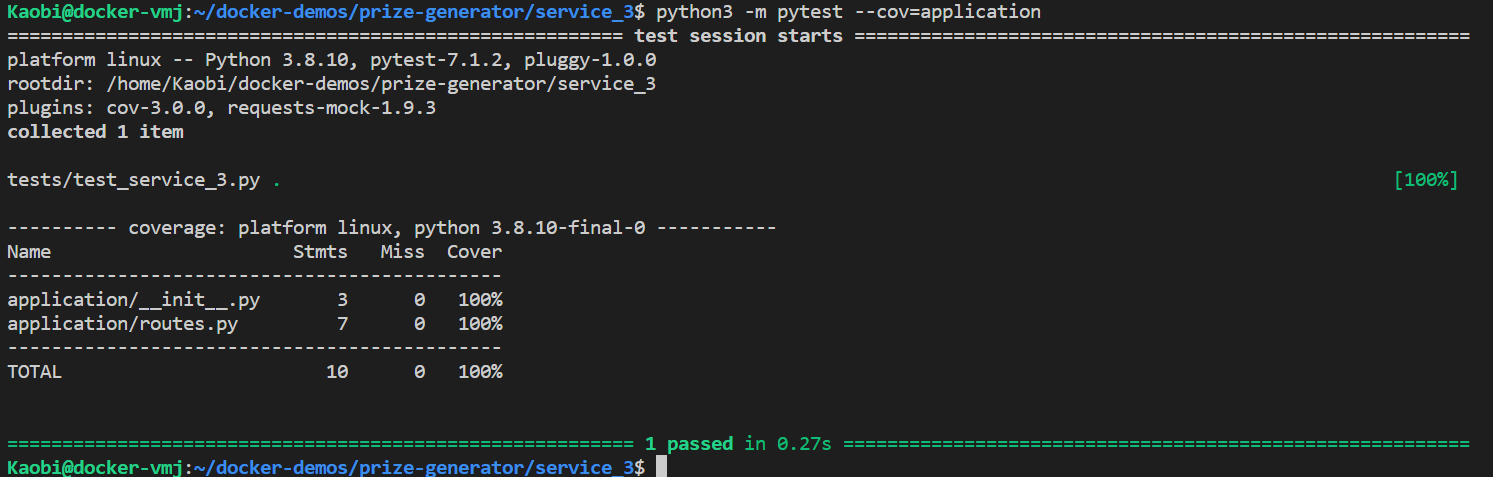 Kaobi@docker-vmj:~/docker-demos/prize-generator/service_3$ python3 -m pytest --cov=application
======================================================== test session starts ========================================================
platform linux -- Python 3.8.10, pytest-7.1.2, pluggy-1.0.0
rootdir: /home/Kaobi/docker-demos/prize-generator/service_3
plugins: cov-3.0.0, requests-mock-1.9.3
collected 1 item
tests/test_service_3.py . [100%]
---------- coverage: platform linux, python 3.8.10-final-0 -----------
Name Stmts Miss Cover
---------------------------------------------
application/__init__.py 3 0 100%
application/routes.py 7 0 100%
---------------------------------------------
TOTAL 10 0 100%
========================================================= 1 passed in 0.27s =========================================================
Kaobi@docker-vmj:~/docker-demos/prize-generator/service_3$